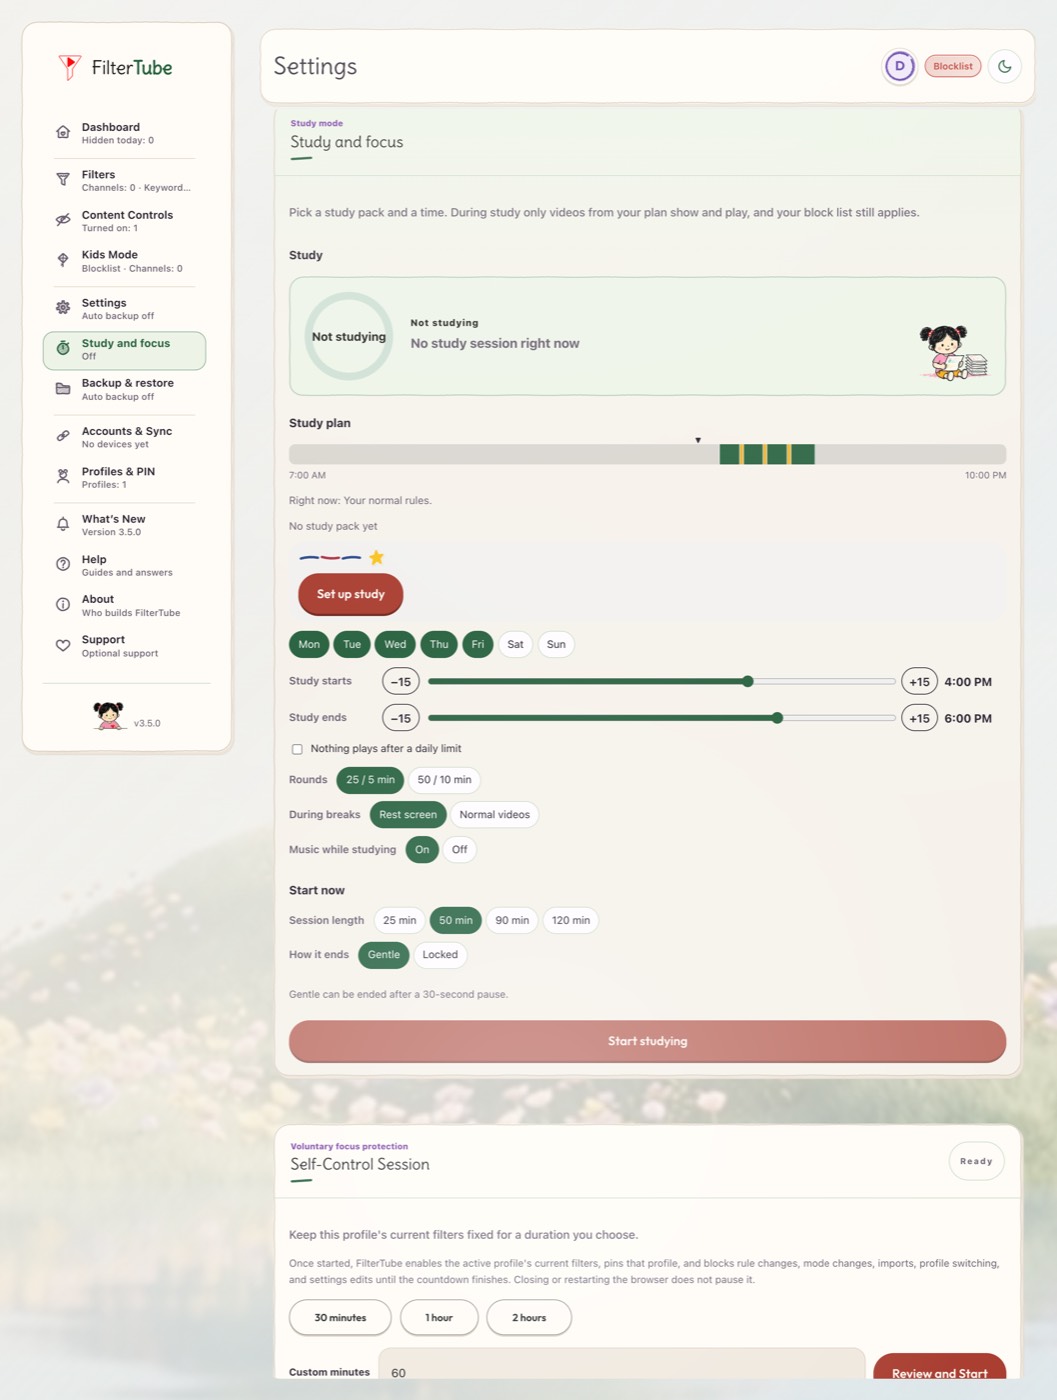 FilterTube
Dashboard
Hidden today: 0
Filters
Channels: 0 · Keyword...
Content Controls
Turned on: 1
Kids Mode
Blocklist · Channels: 0
Settings
Auto backup off
Study and focus
Off
Backup & restore
Auto backup off
Accounts & Sync
No devices yet
Profiles & PIN
Profiles: 1
What's New
Version 3.5.0
Help
Guides and answers
About
Who builds FilterTube
Support
Optional support
v3.5.0
Settings
D
Blocklist
Study mode
Study and focus
Pick a study pack and a time. During study only videos from your plan show and play, and your block list still applies.
Study
Not studying
Not studying
No study session right now
Study plan
7:00 AM 10:00 PM
Right now: Your normal rules.
No study pack yet
Set up study
Mon Tue Wed Thu Fri Sat Sun
Study starts −15 +15 4:00 PM
Study ends −15 +15 6:00 PM
Nothing plays after a daily limit
Rounds 25 / 5 min 50 / 10 min
During breaks Rest screen Normal videos
Music while studying On Off
Start now
Session length 25 min 50 min 90 min 120 min
How it ends Gentle Locked
Gentle can be ended after a 30-second pause.
Start studying
Voluntary focus protection
Self-Control Session
Ready
Keep this profile's current filters fixed for a duration you choose.
Once started, FilterTube enables the active profile's current filters, pins that profile, and blocks rule changes, mode changes, imports, profile switching,
and settings edits until the countdown finishes. Closing or restarting the browser does not pause it.
30 minutes 1 hour 2 hours
Custom minutes 60 Review and Start